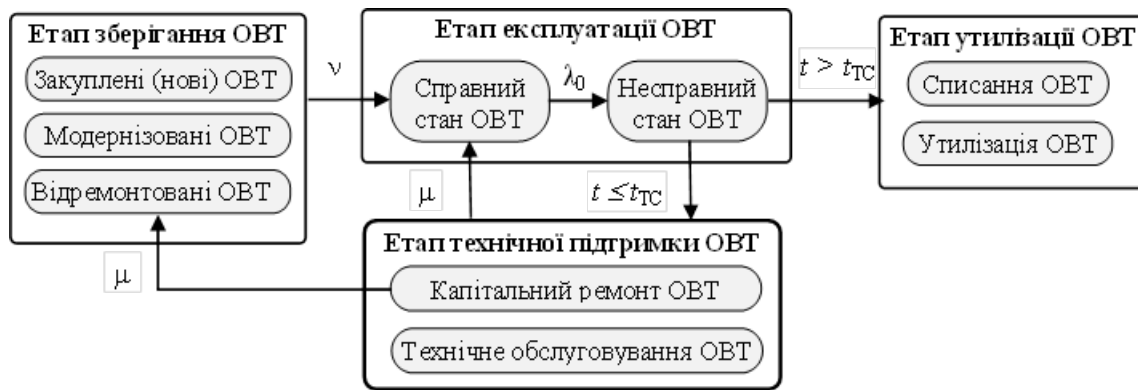 Етап зберігання ОВТ
Закуплені (нові) ОВТ
Модернізовані ОВТ
Відремонтовані ОВТ
ν
Етап експлуатації ОВТ
Справний
стан ОВТ
λ0
Несправний
стан ОВТ
t > tТС
Етап утилізації ОВТ
Списання ОВТ
Утилізація ОВТ
μ
t ≤ tТС
μ
Етап технічної підтримки ОВТ
Капітальний ремонт ОВТ
Технічне обслуговування ОВТ